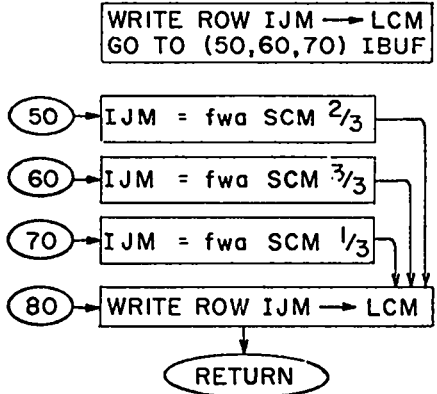 WRITE ROW IJM → LCM
GO TO (50,60,70) IBUF
50 IJM = fwa SCM 2/3
60 IJM = fwa SCM 3/3
70 IJM = fwa SCM 1/3
80 WRITE ROW IJM → LCM
RETURN